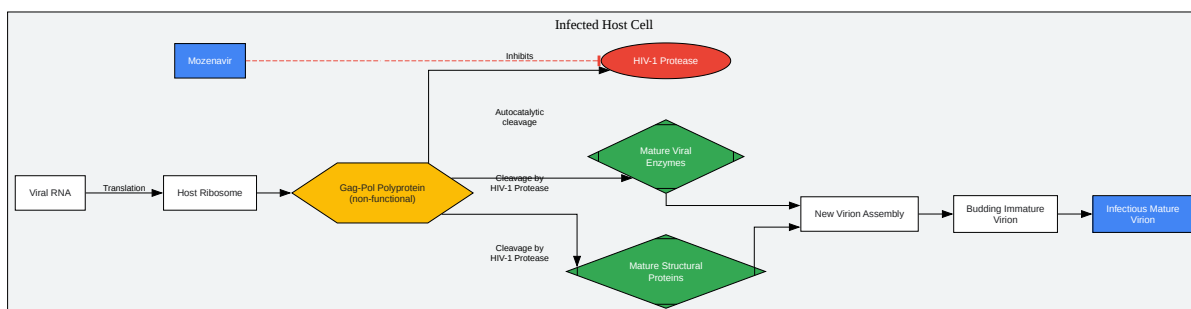 Infected Host Cell
Mozenavir
Inhibits
HIV-1 Protease
Autocatalytic
cleavage
Mature Viral
Enzymes
Viral RNA
Translation
Host Ribosome
Gag-Pol Polyprotein
(non-functional)
Cleavage by
HIV-1 Protease
New Virion Assembly
Budding Immature
Virion
Infectious Mature
Virion
Cleavage by
HIV-1 Protease
Mature Structural
Proteins